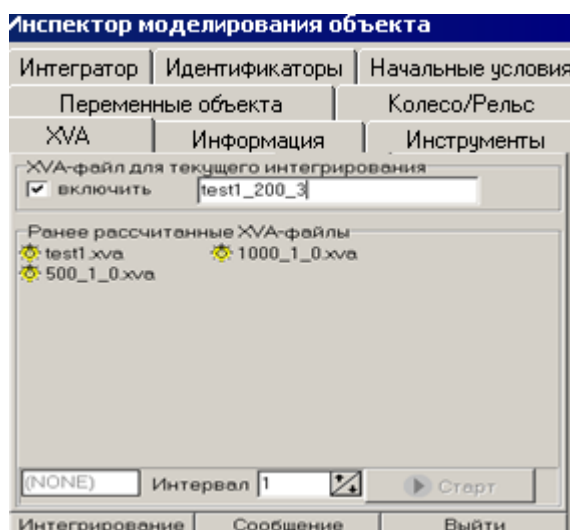 Инспектор моделирования объекта
Интегратор Идентификаторы Начальные условия
Переменные объекта Колесо/Рельс
XVA Информация Инструменты
XVA-файл для текущего интегрирования
включить test1_200_3
Ранее рассчитанные XVA-файлы
test1.xva 1000_1_0.xva
500_1_0.xva
(NONE) Интервал 1 Старт
Интегрирование Сообщение Выйти